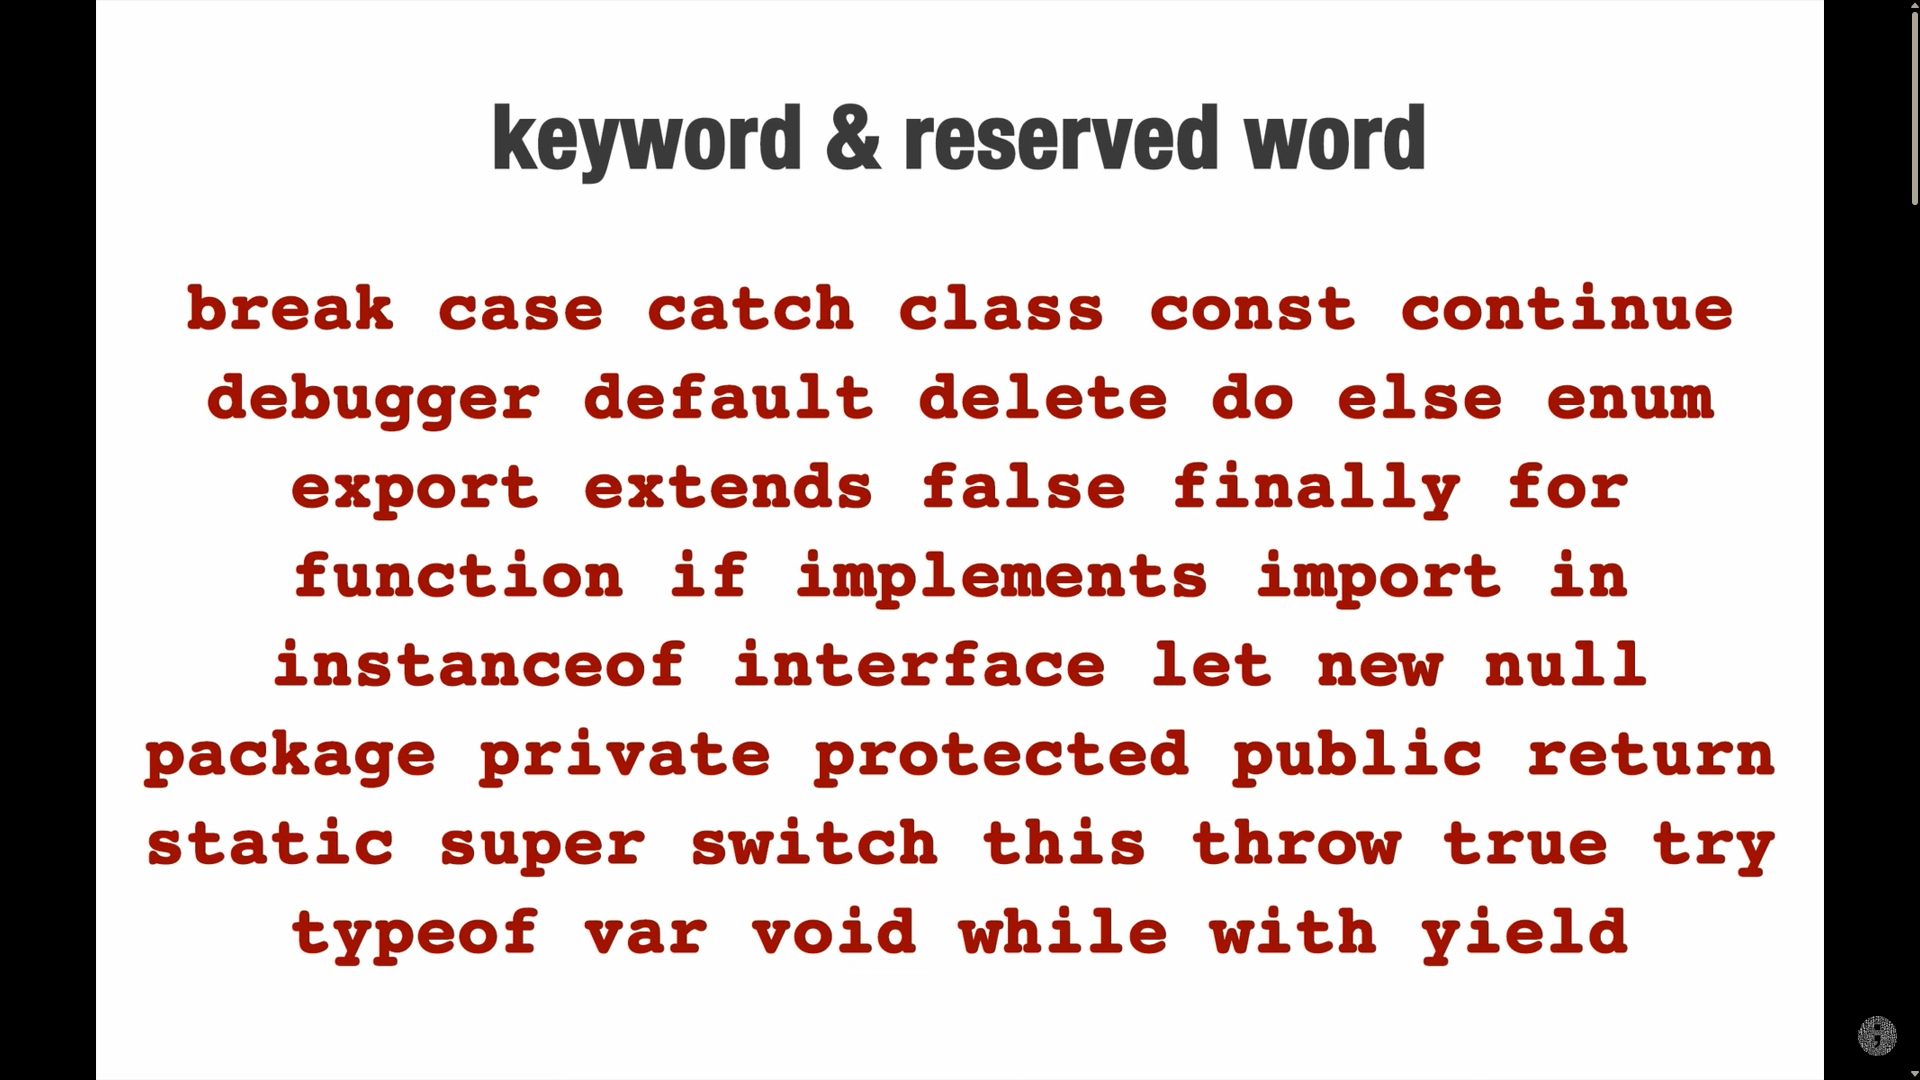 keyword & reserved word
break case catch class const continue
debugger default delete do else enum
export extends false finally for
function if implements import in
instanceof interface let new null
package private protected public return
static super switch this throw true try
typeof var void while with yield